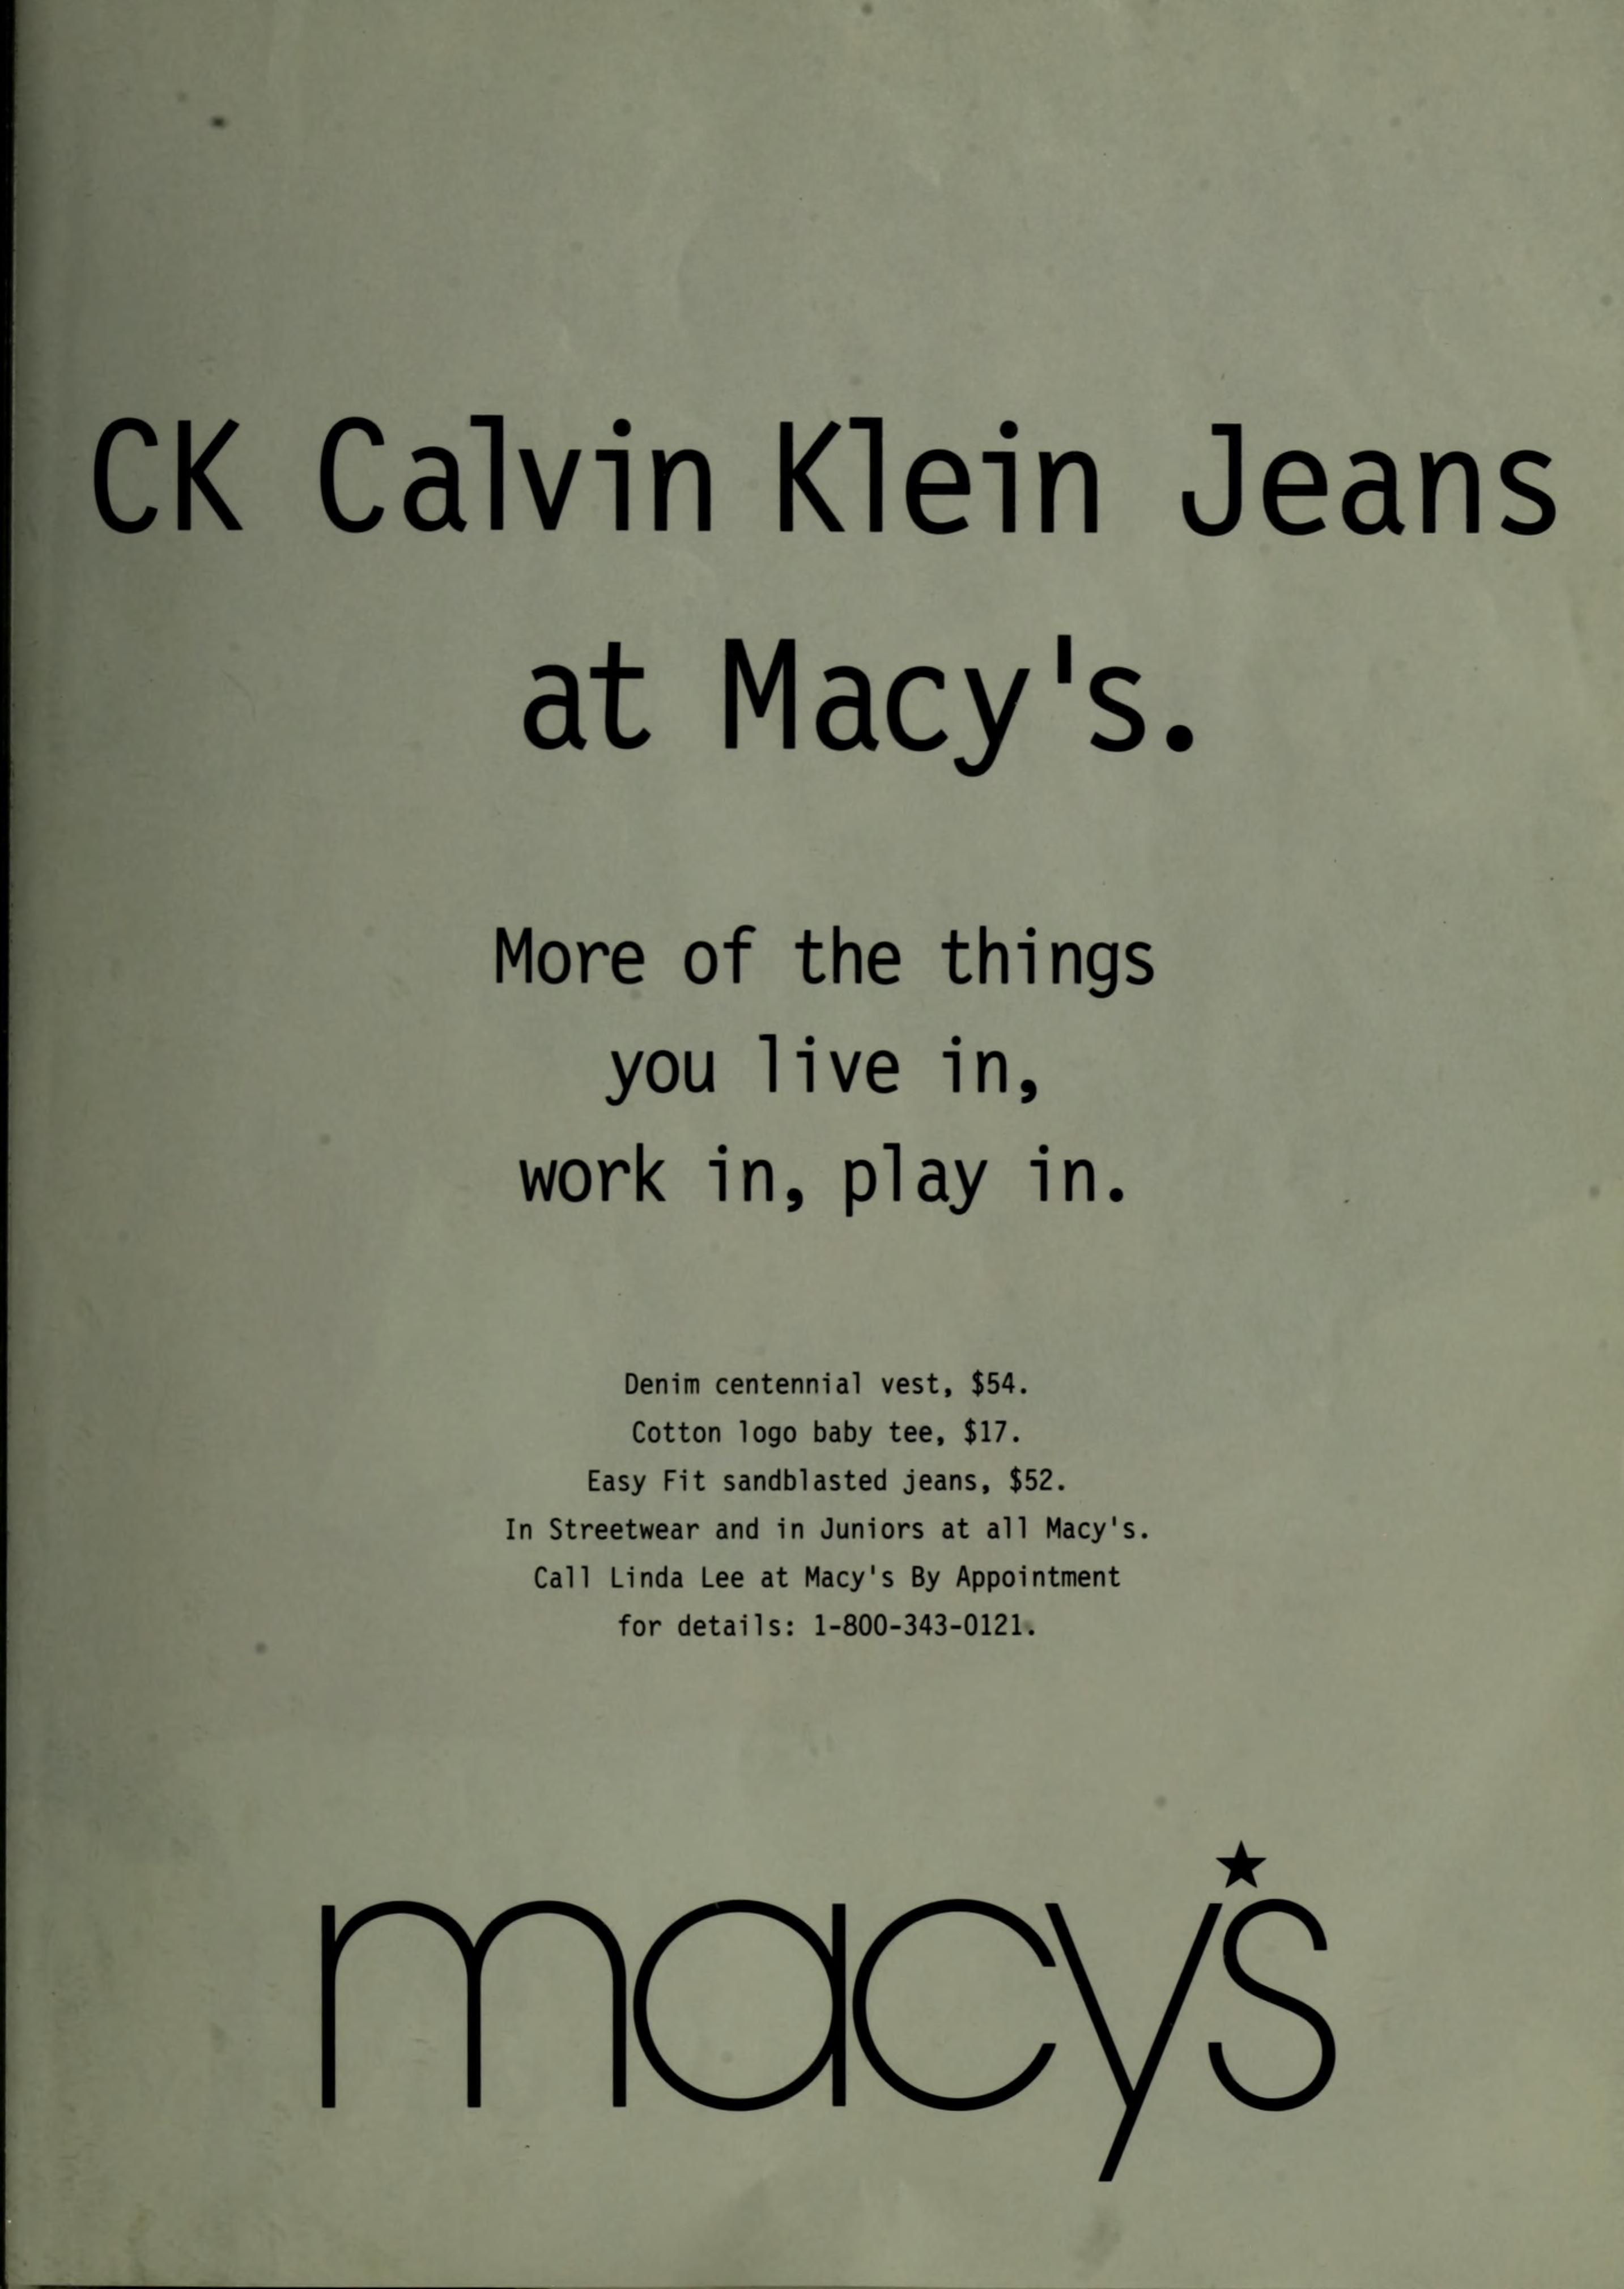 CK Calvin Klein Jeans
at Macy's.
More of the things
you live in,
work in, play in.
Denim centennial vest, $54.
Cotton logo baby tee, $17.
Easy Fit sandblasted jeans, $52.
In Streetwear and in Juniors at all Macy's.
Call Linda Lee at Macy's By Appointment
for details: 1-800-343-0121.
macy's